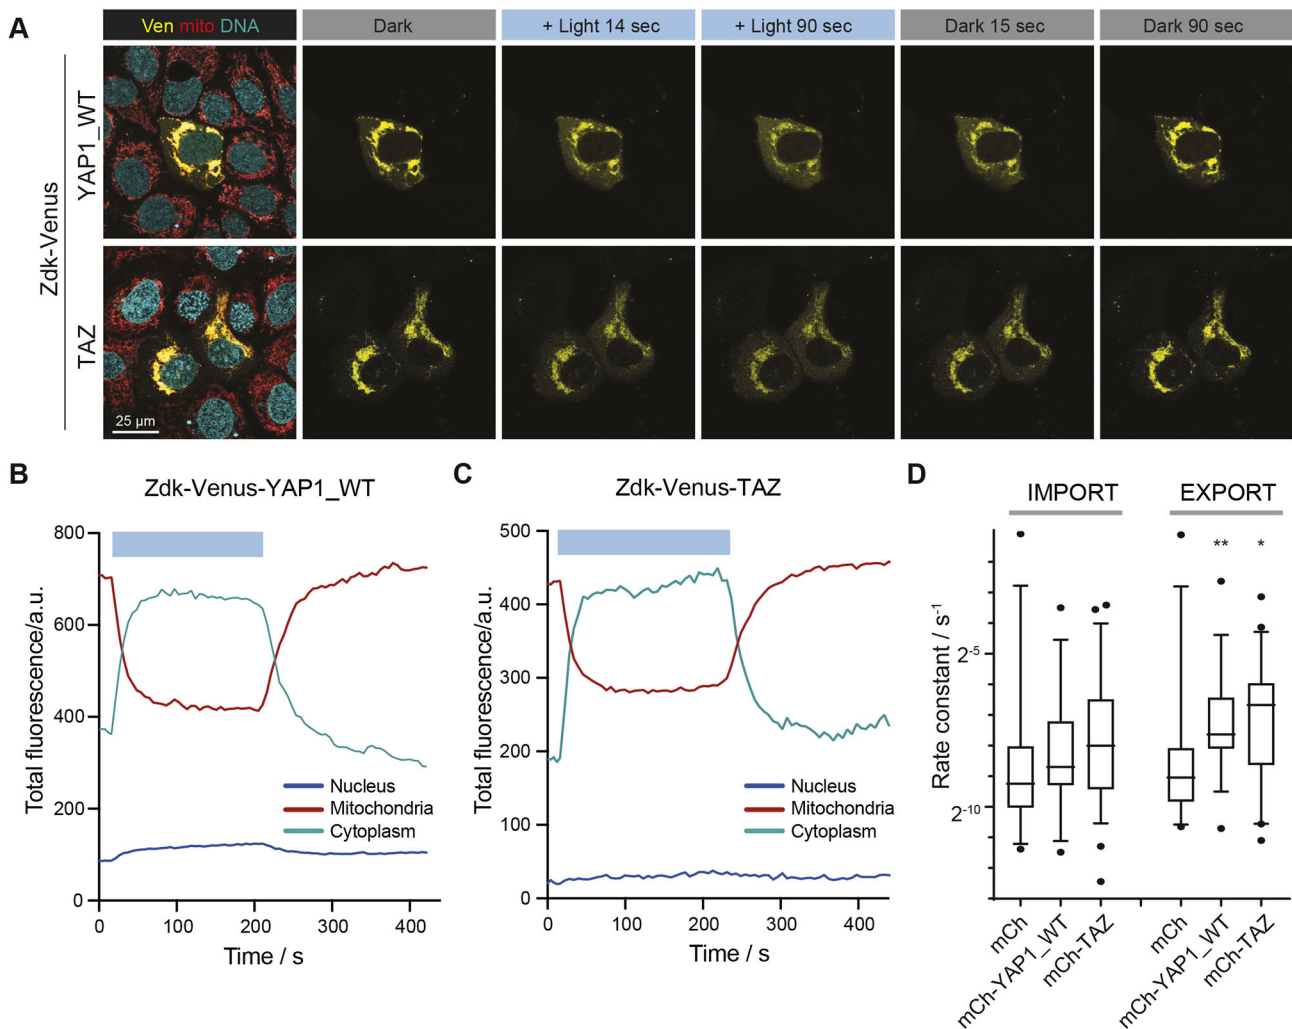 A
Ven mito DNA
Dark
+ Light 14 sec
+ Light 90 sec
Dark 15 sec
Dark 90 sec
Zdk-Venus
YAP1_WT
TAZ
25 µm
B
Zdk-Venus-YAP1_WT
Total fluorescence/a.u.
800
600
400
200
0
0 100 200 300 400
Time / s
Nucleus
Mitochondria
Cytoplasm
C
Zdk-Venus-TAZ
Total fluorescence/a.u.
500
400
300
200
100
0
0 100 200 300 400
Time / s
Nucleus
Mitochondria
Cytoplasm
D
IMPORT
EXPORT
** *
Rate constant / s⁻¹
2⁻⁵
2⁻¹⁰
mCh
mCh-YAP1_WT
mCh-TAZ
mCh
mCh-YAP1_WT
mCh-TAZ